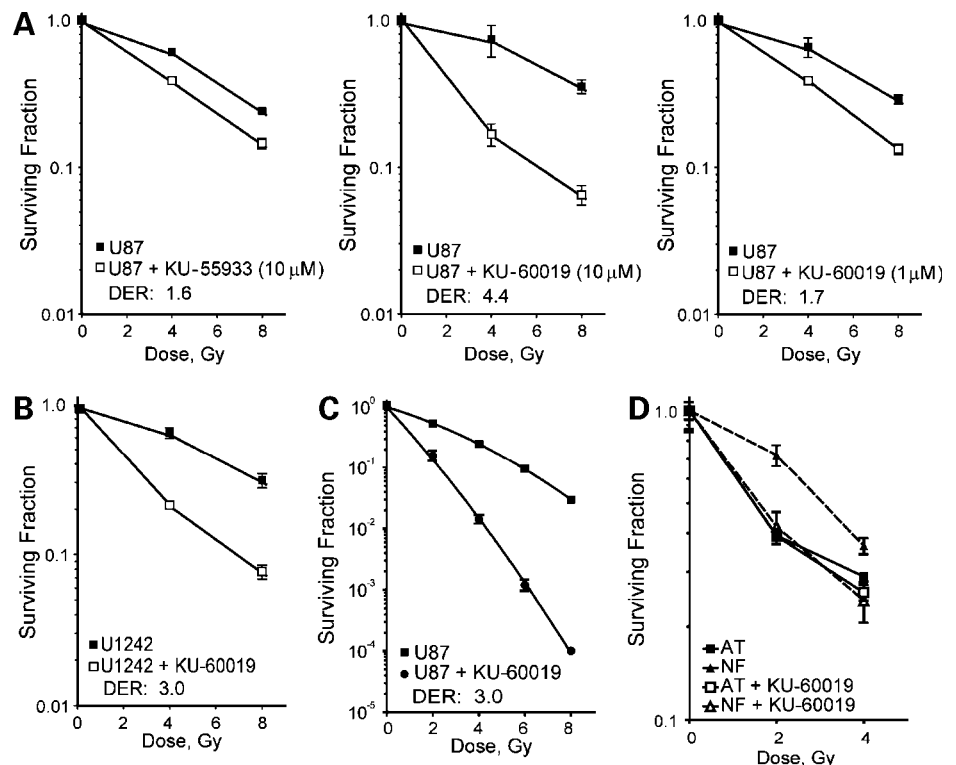 A
Surviving Fraction
1.0
0.1
0.01
U87
U87 + KU-55933 (10 μM)
DER: 1.6
0 2 4 6 8
Dose, Gy
Surviving Fraction
1.0
0.1
0.01
U87
U87 + KU-60019 (10 μM)
DER: 4.4
0 2 4 6 8
Dose, Gy
Surviving Fraction
1.0
0.1
0.01
U87
U87 + KU-60019 (1μM)
DER: 1.7
0 2 4 6 8
Dose, Gy
B
Surviving Fraction
1.0
0.1
0.01
U1242
U1242 + KU-60019
DER: 3.0
0 2 4 6 8
Dose, Gy
C
Surviving Fraction
10⁰
10⁻¹
10⁻²
10⁻³
10⁻⁴
10⁻⁵
U87
U87 + KU-60019
DER: 3.0
0 2 4 6 8
Dose, Gy
D
Surviving Fraction
1.0
0.1
AT
NF
AT + KU-60019
NF + KU-60019
0 2 4
Dose, Gy